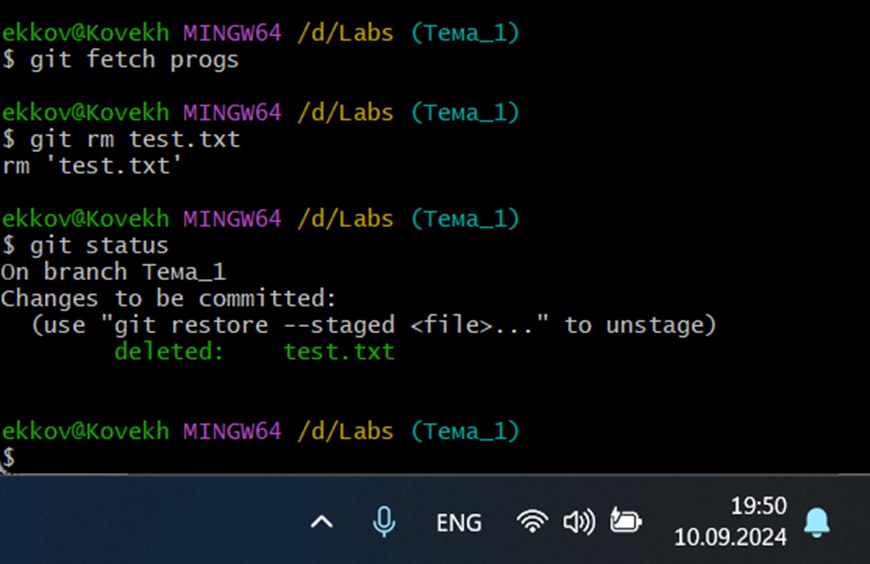 ekkov@Kovekh MINGW64 /d/Labs (Тема_1)
$ git fetch progs
ekkov@Kovekh MINGW64 /d/Labs (Тема_1)
$ git rm test.txt
rm 'test.txt'
ekkov@Kovekh MINGW64 /d/Labs (Тема_1)
$ git status
On branch Тема_1
Changes to be committed:
  (use "git restore --staged <file>..." to unstage)
        deleted:    test.txt
ekkov@Kovekh MINGW64 /d/Labs (Тема_1)
$
ENG
19:50
10.09.2024